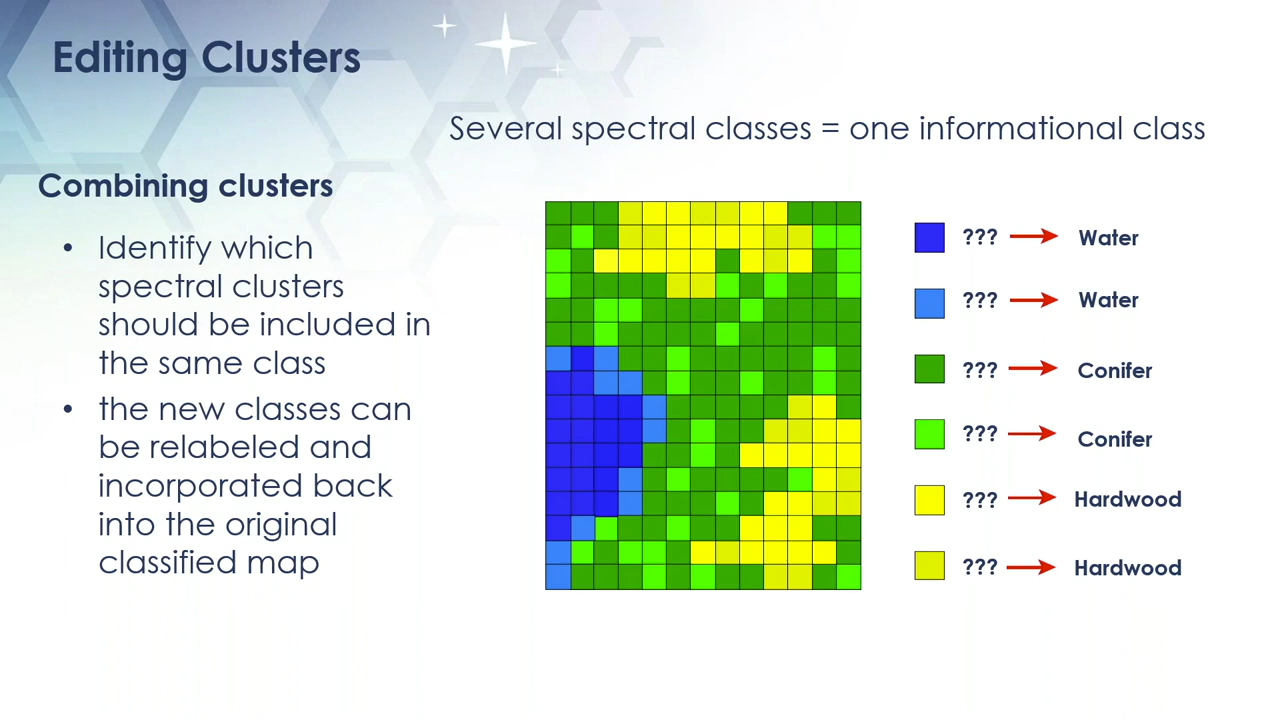 Editing Clusters
Several spectral classes = one informational class
Combining clusters
• Identify which
spectral clusters
should be included in
the same class
• the new classes can
be relabeled and
incorporated back
into the original
classified map
??? Water
??? Water
??? Conifer
??? Conifer
??? Hardwood
??? Hardwood